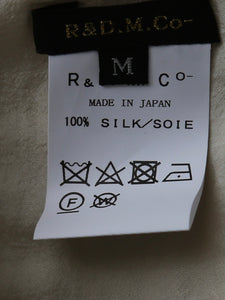 R&D.M.Co-
M
R & Co-
MADE IN JAPAN
100% SILK/SOIE
F